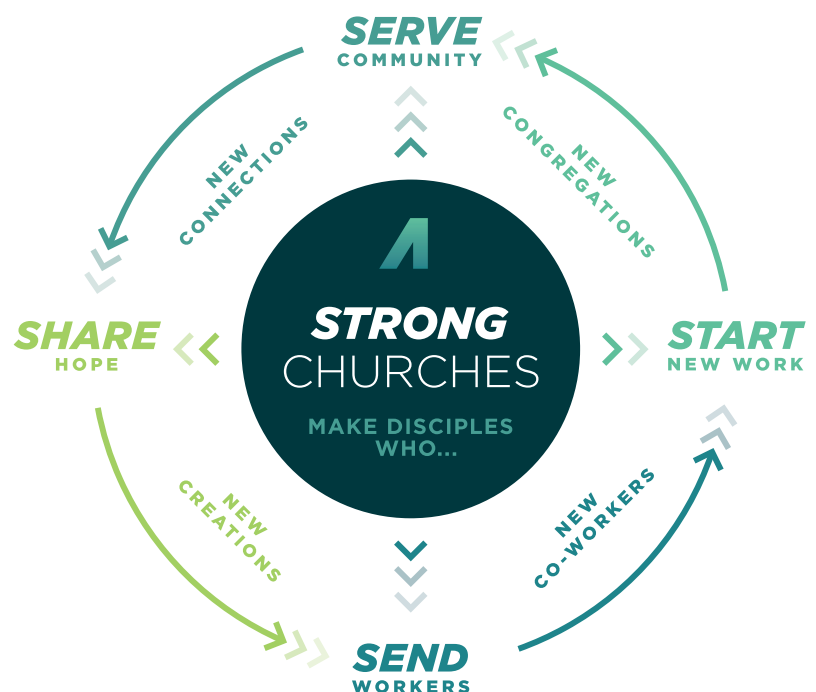 SERVE
COMMUNITY
NEW
CONNECTIONS
NEW
CONGREGATIONS
SHARE
HOPE
STRONG
CHURCHES
MAKE DISCIPLES
WHO...
START
NEW WORK
NEW
CREATIONS
NEW
CO-WORKERS
SEND
WORKERS